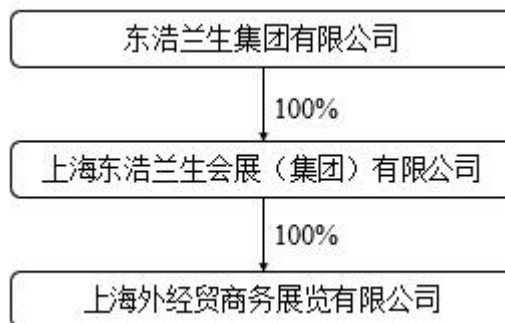 东浩兰生集团有限公司
100%
上海东浩兰生会展（集团）有限公司
100%
上海外经贸商务展览有限公司